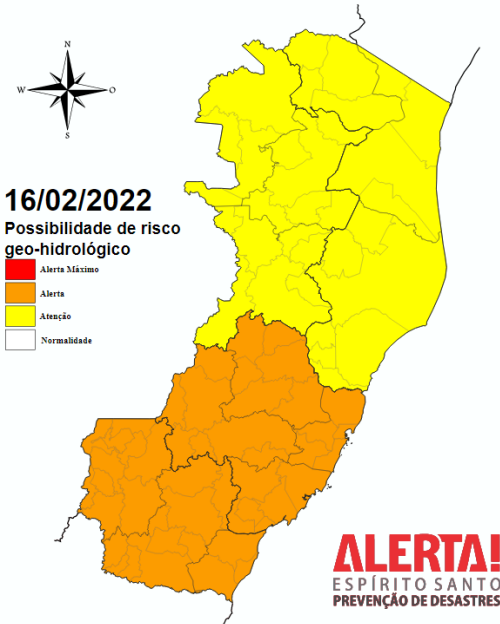 N
W
O
S
16/02/2022
Possibilidade de risco
geo-hidrológico
Alerta Máximo
Alerta
Atenção
Normalidade
ALERTA!
ESPÍRITO SANTO
PREVENÇÃO DE DESASTRES